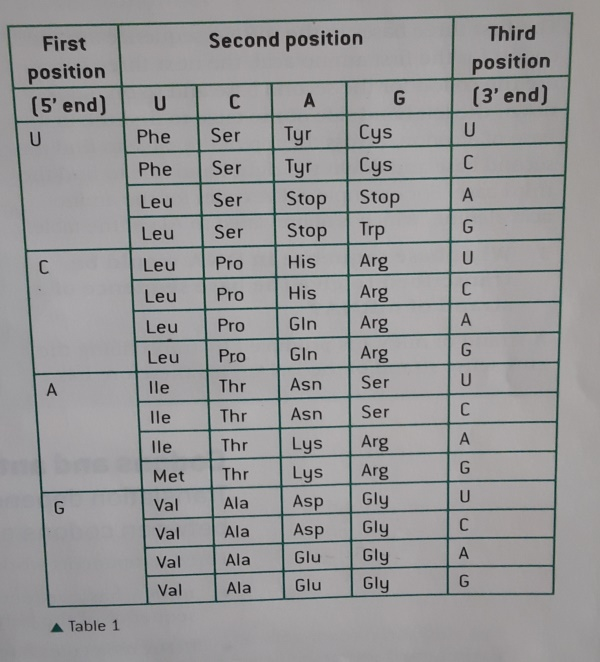 First position Second position Third position
(5' end) U C A G (3' end)
U Phe Ser Tyr Cys U
Phe Ser Tyr Cys C
Leu Ser Stop Stop A
Leu Ser Stop Trp G
C Leu Pro His Arg U
Leu Pro His Arg C
Leu Pro Gln Arg A
Leu Pro Gln Arg G
A Ile Thr Asn Ser U
Ile Thr Asn Ser C
Ile Thr Lys Arg A
Met Thr Lys Arg G
G Val Ala Asp Gly U
Val Ala Asp Gly C
Val Ala Glu Gly A
Val Ala Glu Gly G
▲ Table 1